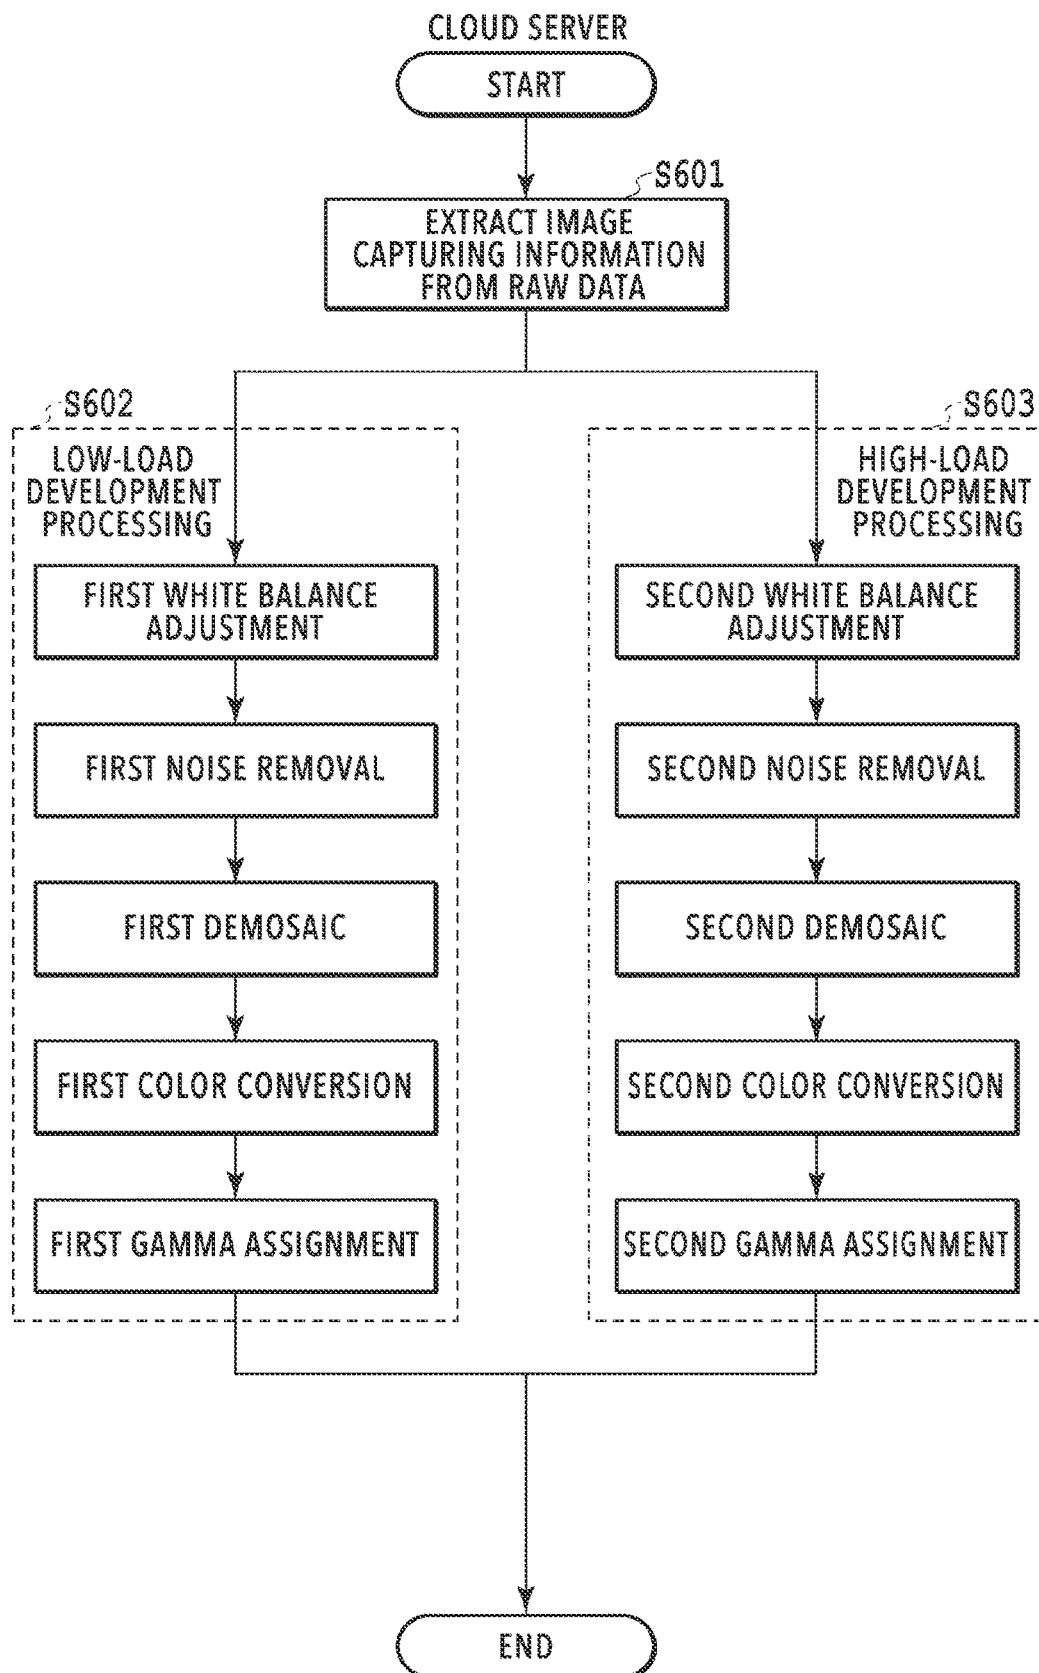 CLOUD SERVER
START
S601
EXTRACT IMAGE
CAPTURING INFORMATION
FROM RAW DATA
S602
LOW-LOAD
DEVELOPMENT
PROCESSING
FIRST WHITE BALANCE
ADJUSTMENT
FIRST NOISE REMOVAL
FIRST DEMOSAIC
FIRST COLOR CONVERSION
FIRST GAMMA ASSIGNMENT
S603
HIGH-LOAD
DEVELOPMENT
PROCESSING
SECOND WHITE BALANCE
ADJUSTMENT
SECOND NOISE REMOVAL
SECOND DEMOSAIC
SECOND COLOR CONVERSION
SECOND GAMMA ASSIGNMENT
END